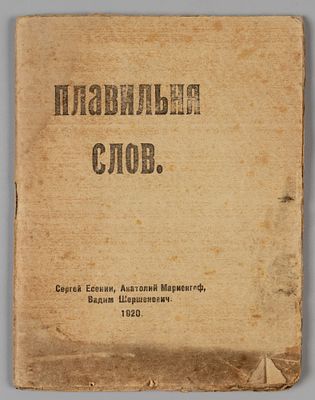 ПЛАВИЛЬНЯ
СЛОВ.
Сергей Есенин, Анатолий Мариенгоф,
Вадим Шершеневич.
1920